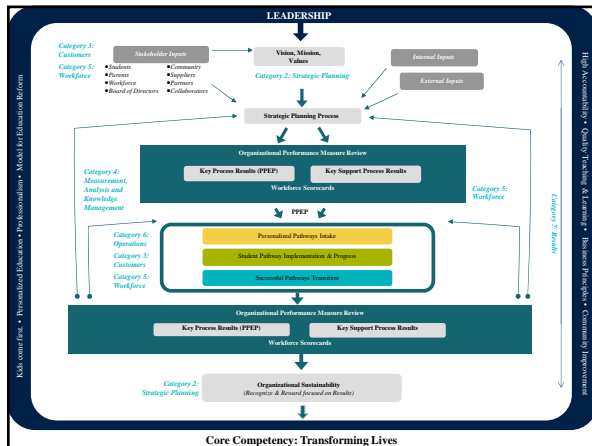 LEADERSHIP
Category 3:
Customers
Category 5:
Workforce
Stakeholder Inputs
•Students
•Parents
•Workforce
•Board of Directors
•Community
•Suppliers
•Partners
•Collaborators
Vision, Mission,
Values
Category 2: Strategic Planning
Internal Inputs
External Inputs
Strategic Planning Process
Organizational Performance Measure Review
Key Process Results (PPEP)
Key Support Process Results
Workforce Scorecards
Category 4:
Measurement,
Analysis and
Knowledge
Management
Category 5:
Workforce
PPEP
Category 6:
Operations
Category 3:
Customers
Category 5:
Workforce
Personalized Pathways Intake
Student Pathway Implementation & Progress
Successful Pathways Transition
Organizational Performance Measure Review
Key Process Results (PPEP)
Key Support Process Results
Workforce Scorecards
Category 2:
Strategic Planning
Organizational Sustainability
(Recognize & Reward focused on Results)
Kids come first. • Personalized Education • Professionalism • Model for Education Reform
Category 7: Results
High Accountability • Quality Teaching & Learning • Business Principles • Community Improvement
Core Competency: Transforming Lives